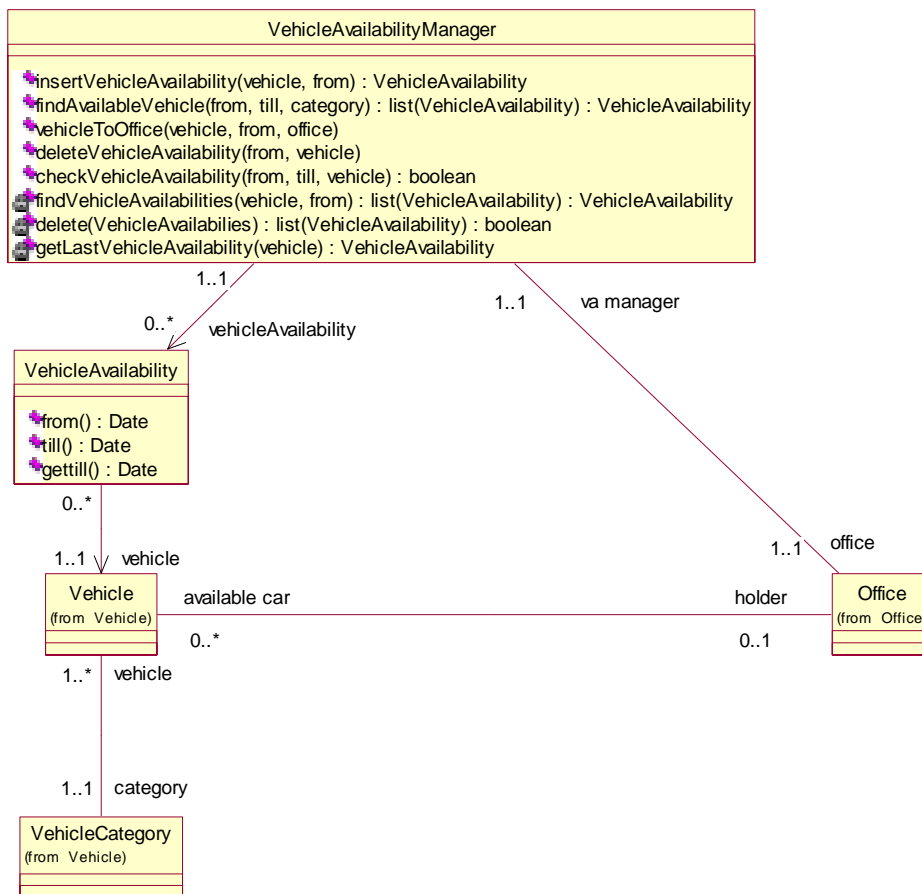 VehicleAvailabilityManager
insertVehicleAvailability(vehicle, from) : VehicleAvailability
findAvailableVehicle(from, till, category) : list(VehicleAvailability) : VehicleAvailability
vehicleToOffice(vehicle, from, office)
deleteVehicleAvailability(from, vehicle)
checkVehicleAvailability(from, till, vehicle) : boolean
findVehicleAvailabilities(vehicle, from) : list(VehicleAvailability) : VehicleAvailability
delete(VehicleAvailabilies) : list(VehicleAvailability) : boolean
getLastVehicleAvailability(vehicle) : VehicleAvailability
1..1
1..1
va manager
0..*
vehicleAvailability
VehicleAvailability
from() : Date
till() : Date
gettill() : Date
0..*
1..1
vehicle
1..1
office
Vehicle
(from Vehicle)
available car
holder
Office
(from Office
0..*
0..1
1..*
vehicle
1..1
category
VehicleCategory
(from Vehicle)